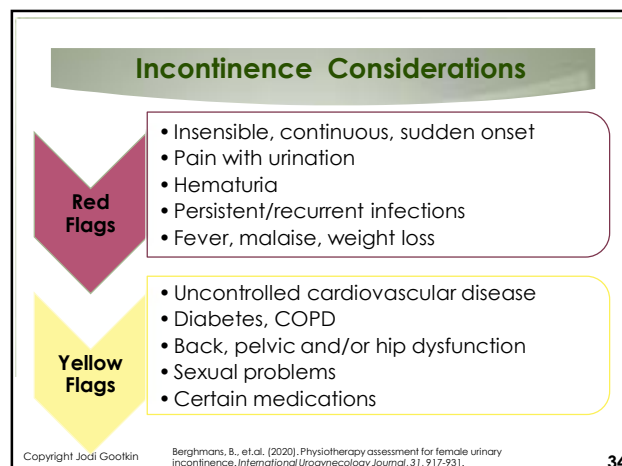 Incontinence Considerations
Red
Flags
• Insensible, continuous, sudden onset
• Pain with urination
• Hematuria
• Persistent/recurrent infections
• Fever, malaise, weight loss
Yellow
Flags
• Uncontrolled cardiovascular disease
• Diabetes, COPD
• Back, pelvic and/or hip dysfunction
• Sexual problems
• Certain medications
Copyright Jodi Gootkin
Berghmans, B., et.al. (2020). Physiotherapy assessment for female urinary
incontinence. International Urogynecology Journal, 31, 917-931.
34